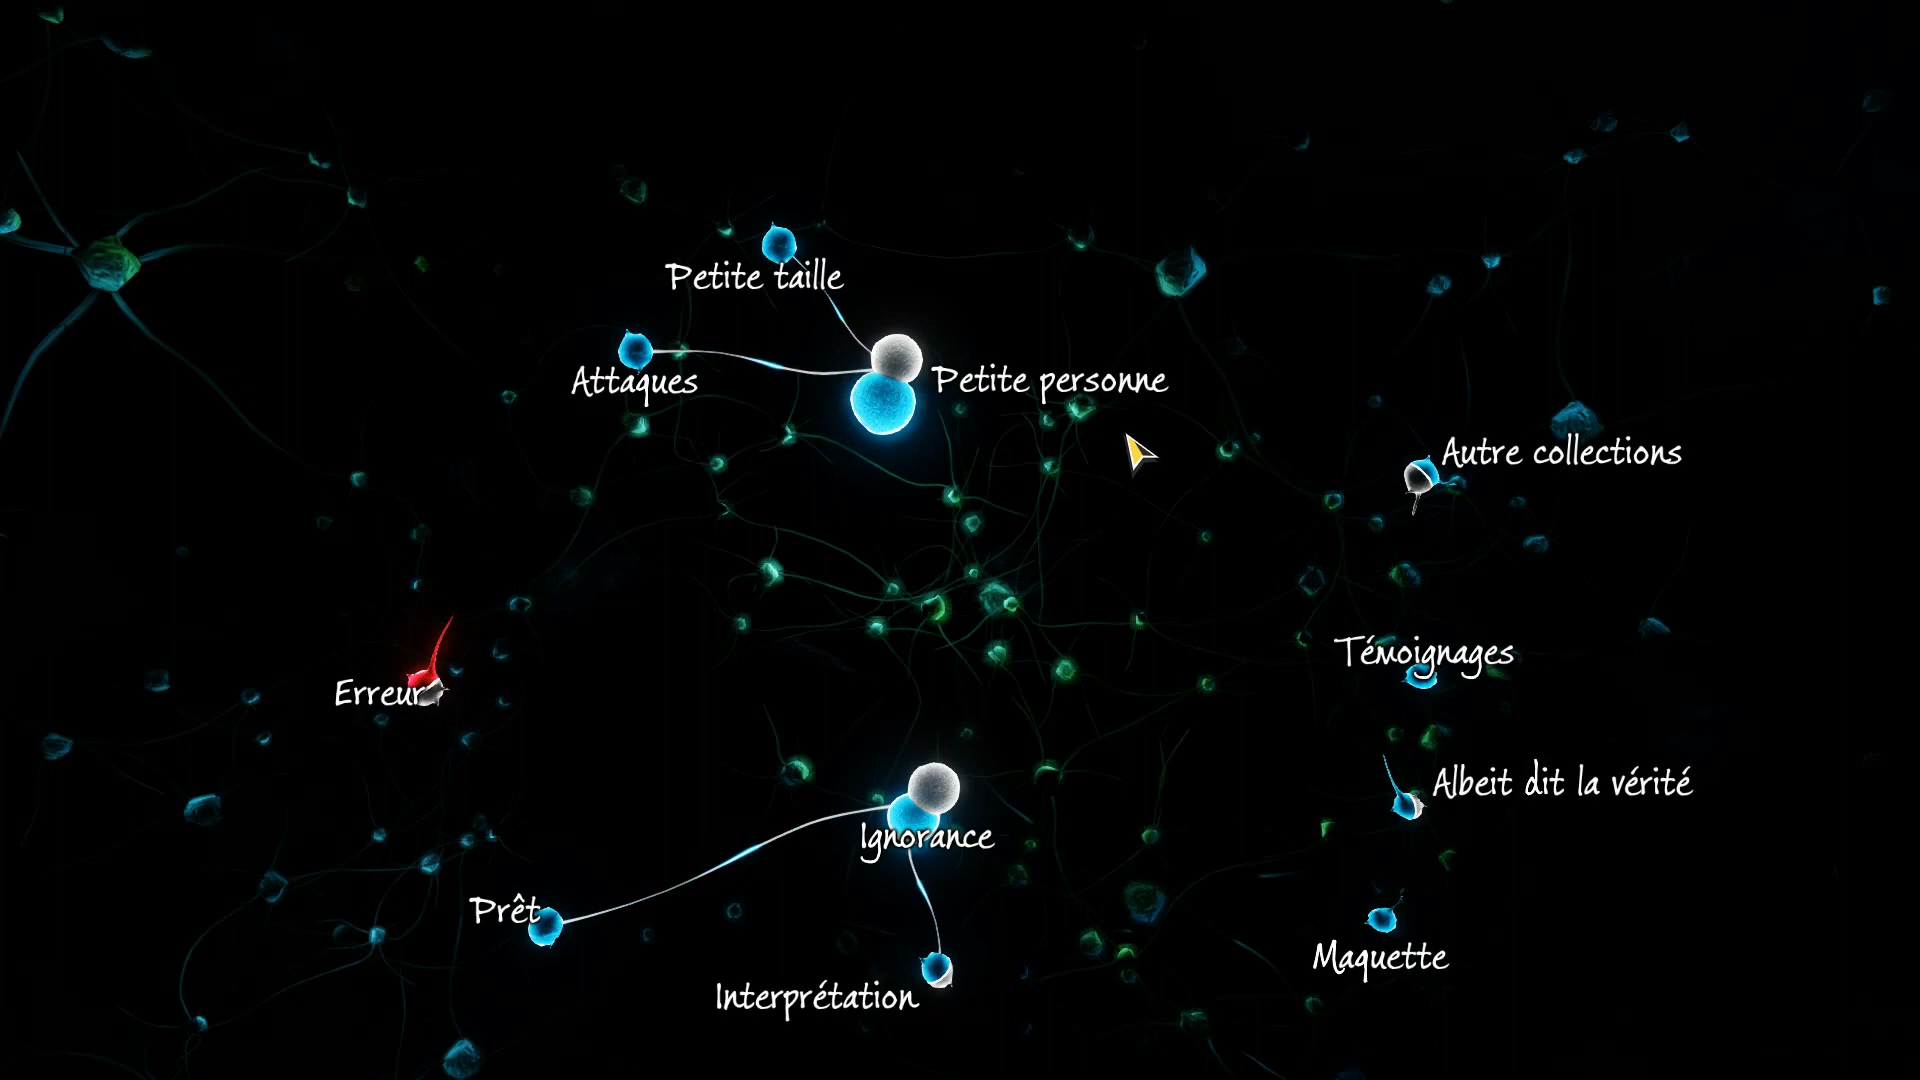 Petite taille
Attaques
Petite personne
Autre collections
Témoignages
Erreur
Albeit dit la vérité
Ignorance
Prêt
Maquette
Interprétation